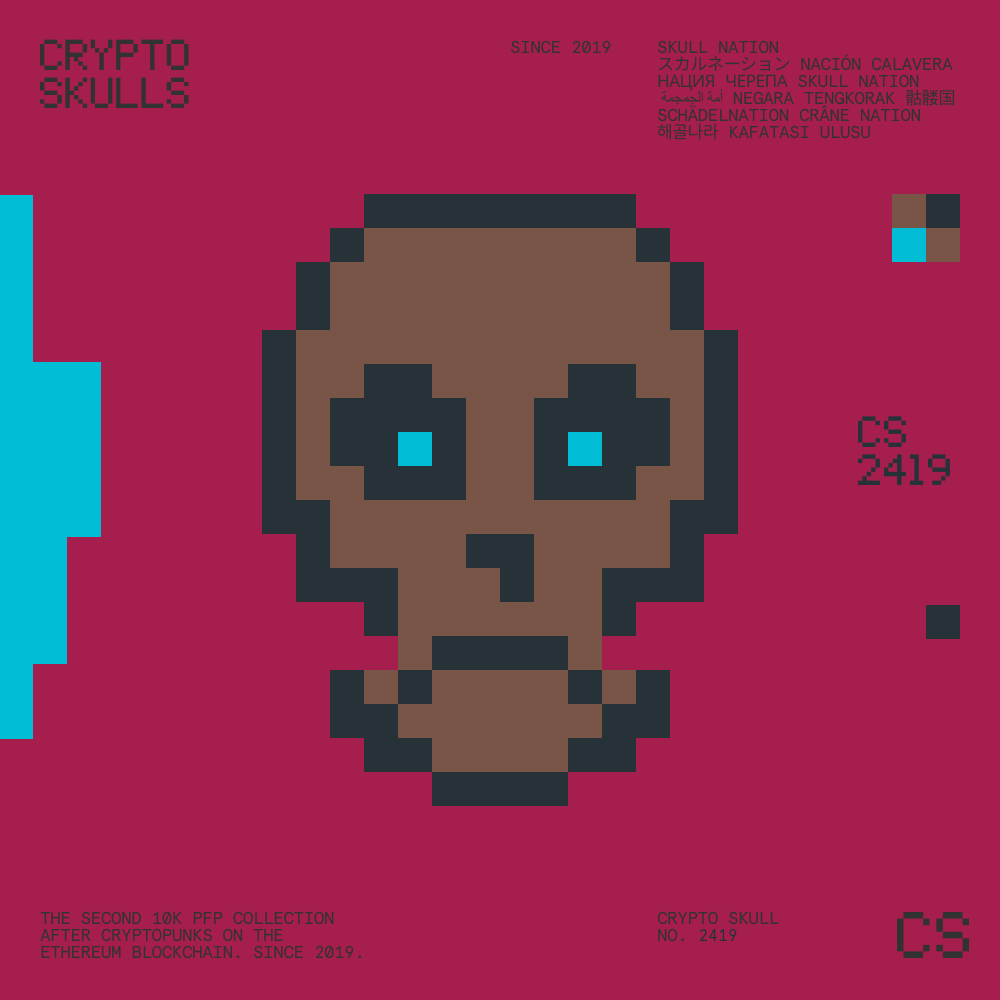 CRYPTO
SKULLS
SINCE 2019
SKULL NATION
スカルネーション NACIÓN CALAVERA
НАЦИЯ ЧЕРЕПА SKULL NATION
أمة الجمجمة NEGARA TENGKORAK 骷髅国
SCHÄDELNATION CRÂNE NATION
해골나라 KAFATASI ULUSU
CS
2419
THE SECOND 10K PFP COLLECTION
AFTER CRYPTOPUNKS ON THE
ETHEREUM BLOCKCHAIN. SINCE 2019.
CRYPTO SKULL
NO. 2419
CS